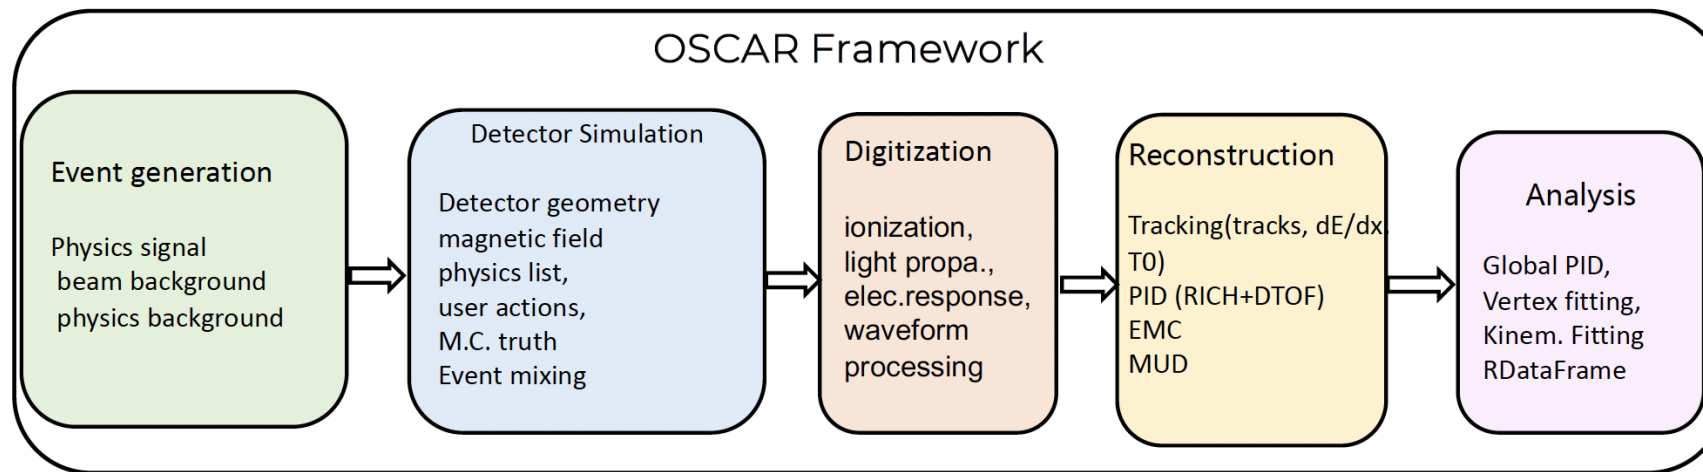 OSCAR Framework
Event generation
Physics signal
beam background
physics background
Detector Simulation
Detector geometry
magnetic field
physics list,
user actions,
M.C. truth
Event mixing
Digitization
ionization,
light propa.,
elec.response,
waveform
processing
Reconstruction
Tracking(tracks, dE/dx,
T0)
PID (RICH+DTOF)
EMC
MUD
Analysis
Global PID,
Vertex fitting,
Kinem. Fitting
RDataFrame